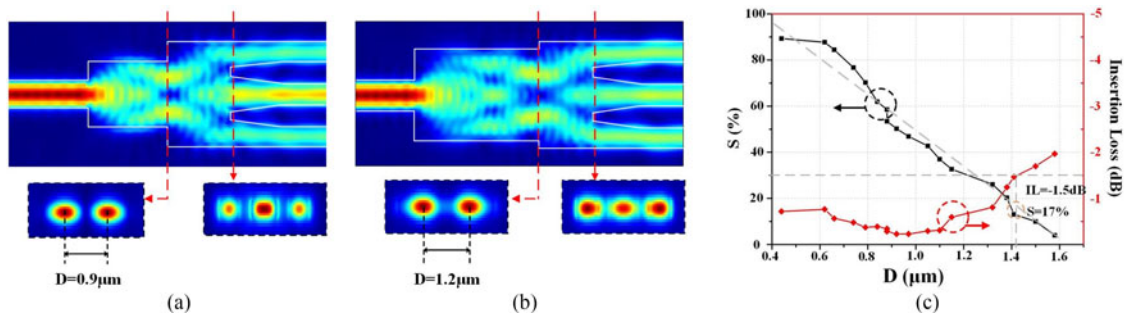 D=0.9μm
(a)
D=1.2μm
(b)
100
80
60
40
20
0
S (%)
-5
-4
-3
-2
-1
Insertion Loss (dB)
IL=-1.5dB
S=17%
0.4 0.6 0.8 1.0 1.2 1.4 1.6
D (μm)
(c)